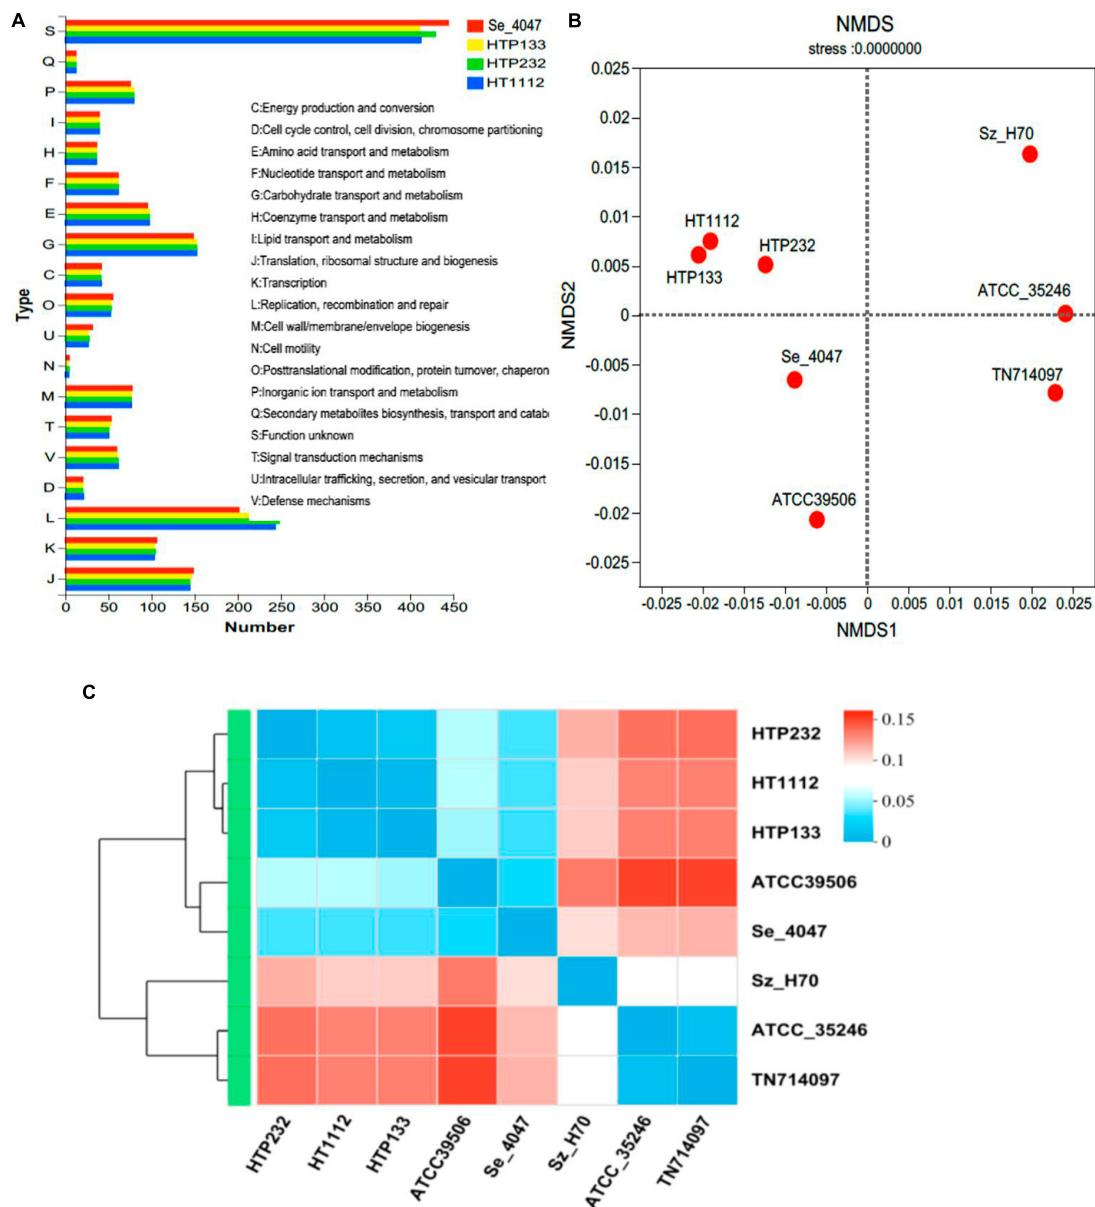 A
Se_4047
HTP133
HTP232
HT1112
S
Q
P
I
H
F
E
G
C
O
U
N
M
T
V
D
L
K
J
Type
C:Energy production and conversion
D:Cell cycle control, cell division, chromosome partitioning
E:Amino acid transport and metabolism
F:Nucleotide transport and metabolism
G:Carbohydrate transport and metabolism
H:Coenzyme transport and metabolism
I:Lipid transport and metabolism
J:Translation, ribosomal structure and biogenesis
K:Transcription
L:Replication, recombination and repair
M:Cell wall/membrane/envelope biogenesis
N:Cell motility
O:Posttranslational modification, protein turnover, chaperon
P:Inorganic ion transport and metabolism
Q:Secondary metabolites biosynthesis, transport and catab
S:Function unknown
T:Signal transduction mechanisms
U:Intracellular trafficking, secretion, and vesicular transport
V:Defense mechanisms
0 50 100 150 200 250 300 350 400 450
Number
B
NMDS
stress :0.0000000
0.025
0.02
0.015
0.01
0.005
0
-0.005
-0.01
-0.015
-0.02
-0.025
NMDS2
Sz_H70
HT1112
HTP232
HTP133
ATCC_35246
Se_4047
TN714097
ATCC39506
-0.025 -0.02 -0.015 -0.01 -0.005 0 0.005 0.01 0.015 0.02 0.025
NMDS1
C
HTP232
HT1112
HTP133
ATCC39506
Se_4047
Sz_H70
ATCC_35246
TN714097
0.15
0.1
0.05
0
HTP232 HT1112 HTP133 ATCC39506 Se_4047 Sz_H70 ATCC_35246 TN714097